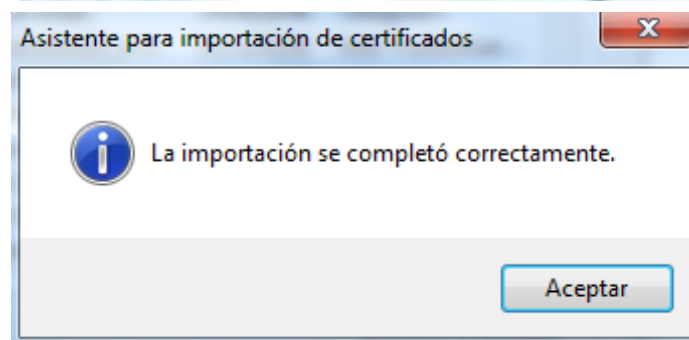 Asistente para importación de certificados
La importación se completó correctamente.
Aceptar